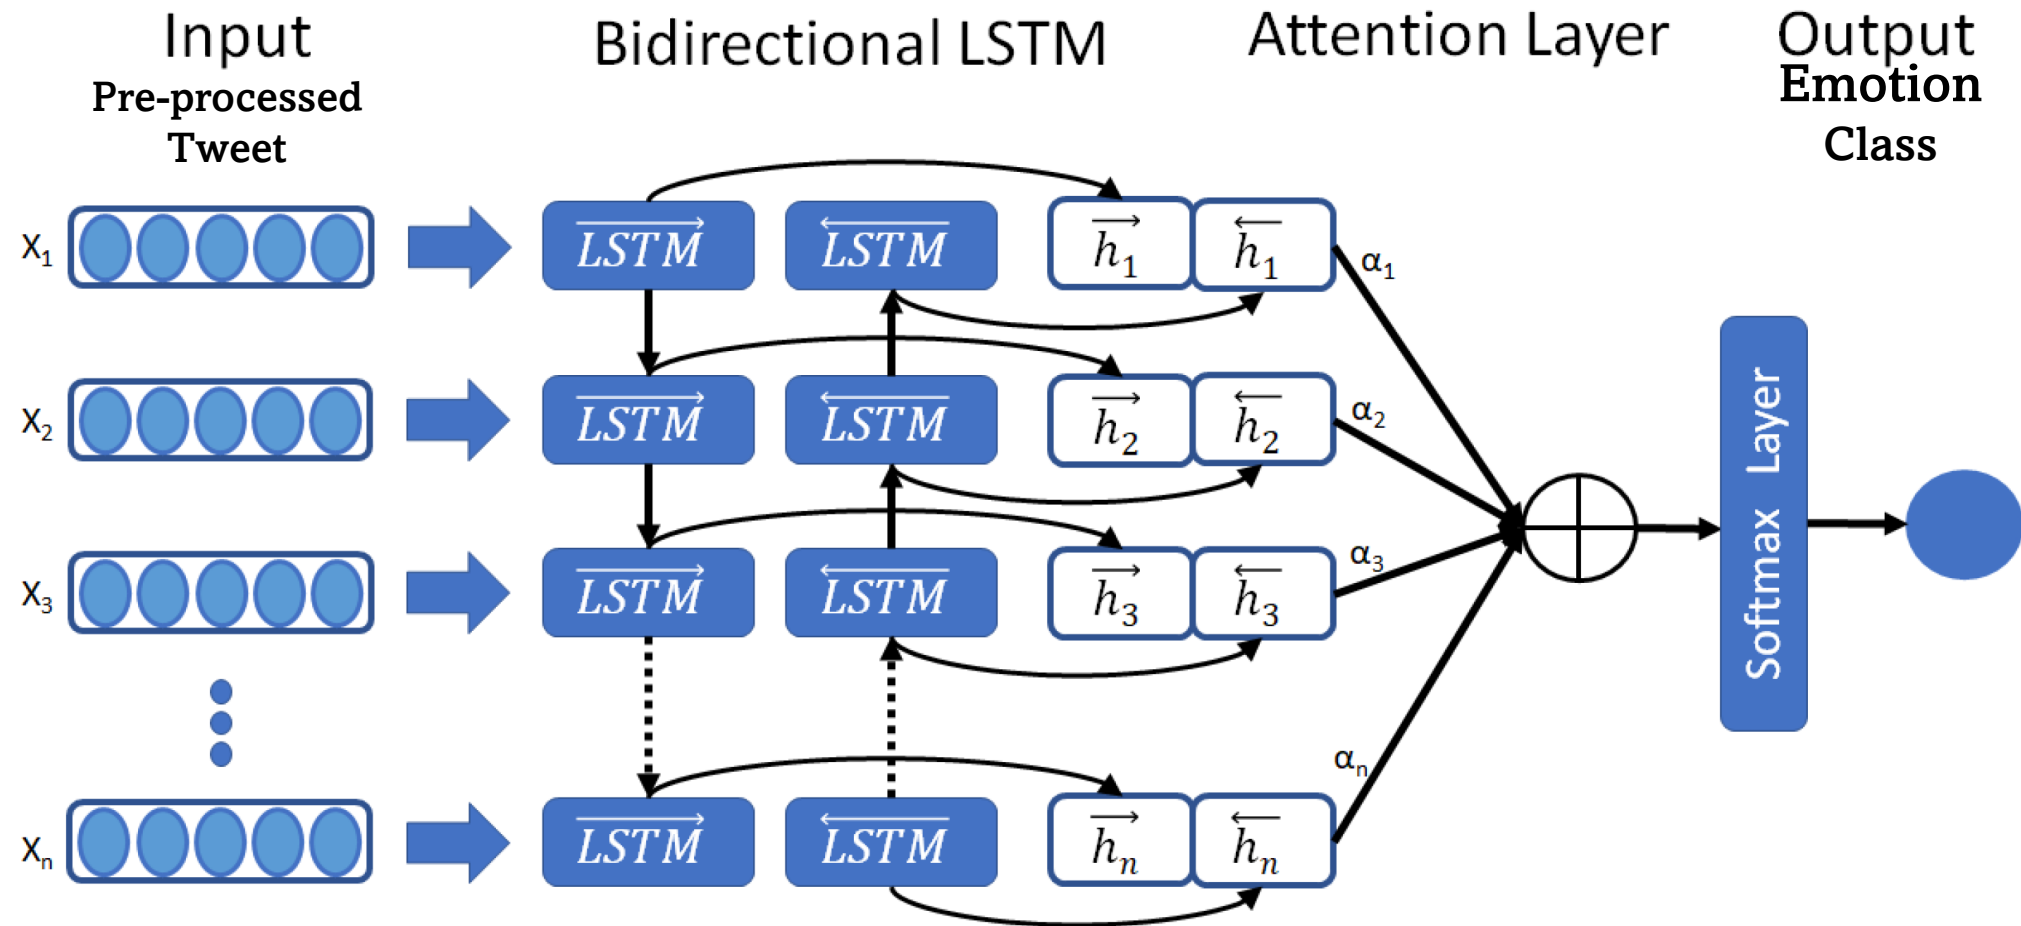 Input
Pre-processed
Tweet
Bidirectional LSTM
Attention Layer
Output
Emotion
Class
X₁
LSTM
LSTM
h₁
h₁
α₁
X₂
LSTM
LSTM
h₂
h₂
α₂
X₃
LSTM
LSTM
h₃
h₃
α₃
Xₙ
LSTM
LSTM
hₙ
hₙ
αₙ
Softmax Layer